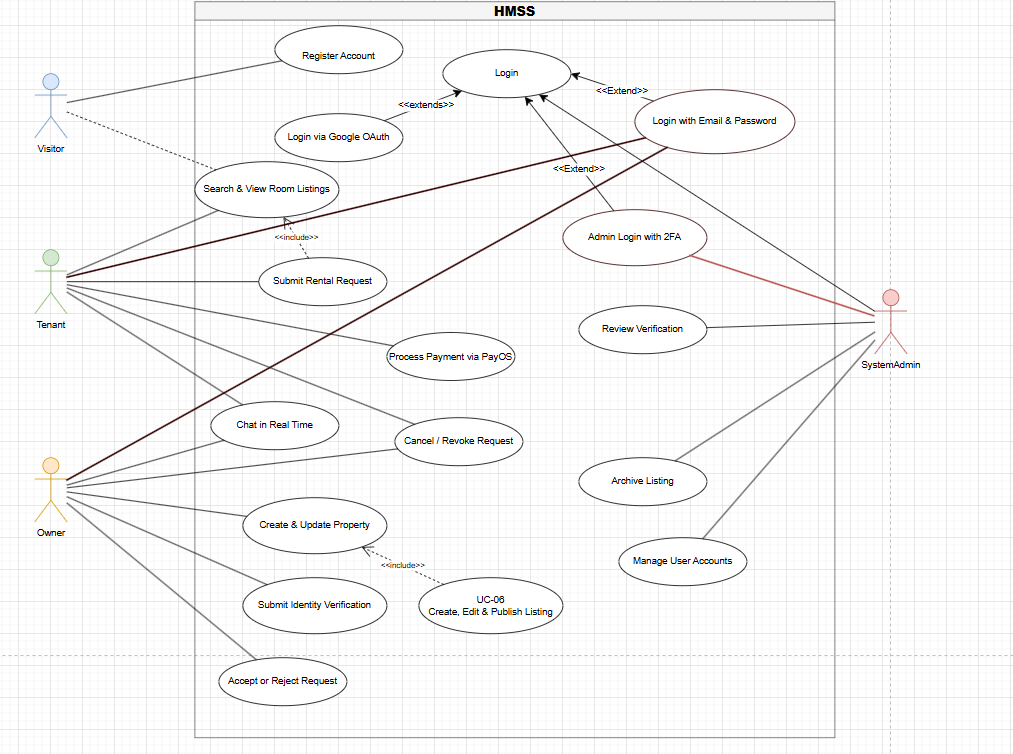 HMSS
Register Account
Login
<<Extend>>
<<extends>>
Login with Email & Password
Login via Google OAuth
Visitor
<<Extend>>
Search & View Room Listings
<<include>>
Admin Login with 2FA
Submit Rental Request
Tenant
Review Verification
Process Payment via PayOS
SystemAdmin
Chat in Real Time
Cancel / Revoke Request
Archive Listing
Owner
Create & Update Property
<<include>>
Manage User Accounts
Submit Identity Verification
UC-06
Create, Edit & Publish Listing
Accept or Reject Request